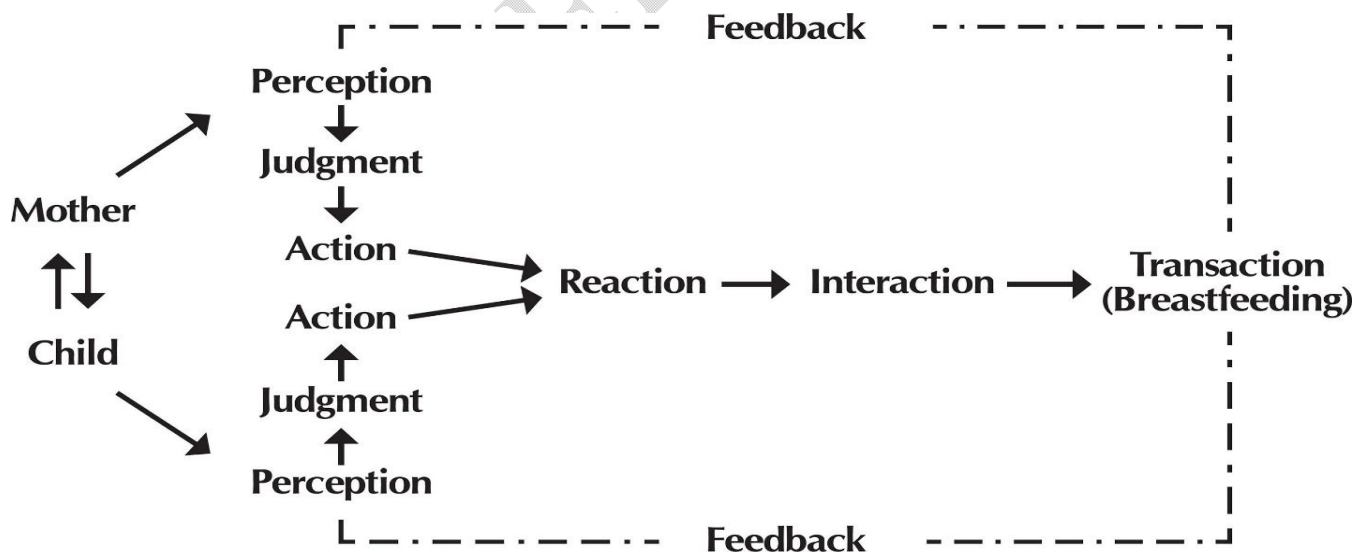 Feedback
Perception
Judgment
Mother
Action
Reaction
Interaction
Transaction
(Breastfeeding)
Action
Child
Judgment
Perception
Feedback